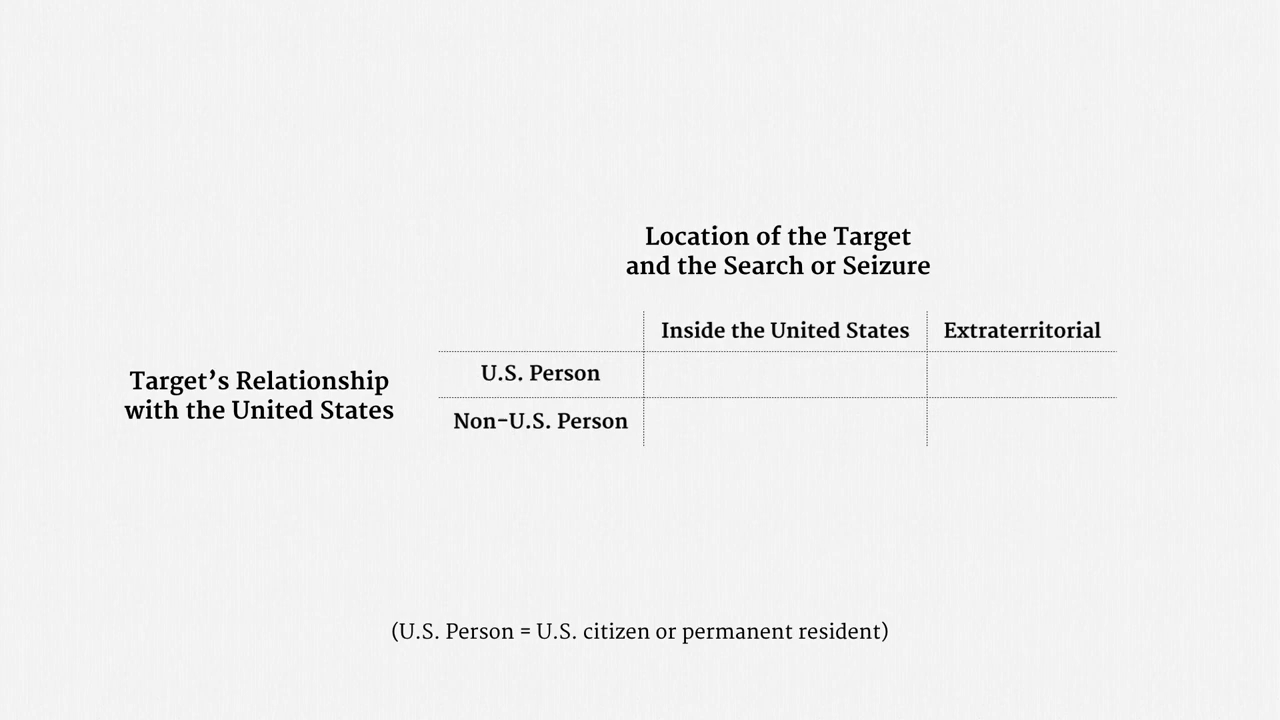 Location of the Target
and the Search or Seizure
Inside the United States
Extraterritorial
Target’s Relationship
with the United States
U.S. Person
Non-U.S. Person
(U.S. Person = U.S. citizen or permanent resident)